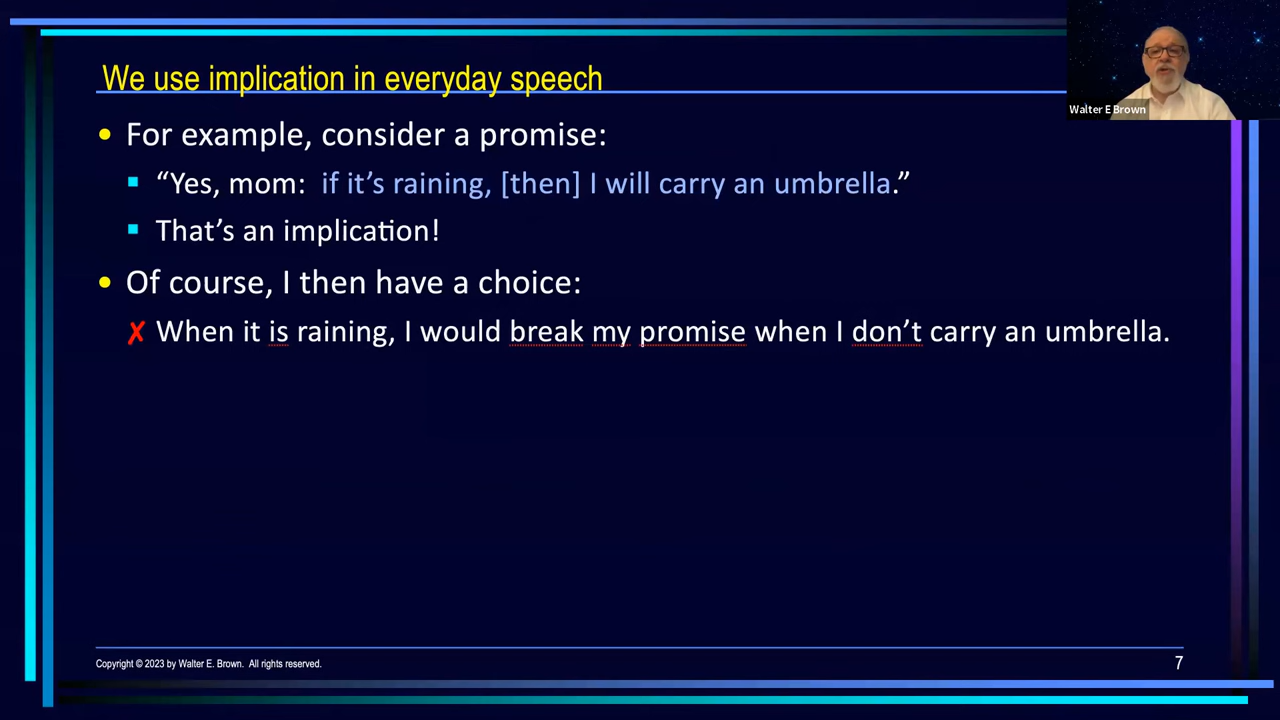 We use implication in everyday speech
Walter E Brown
• For example, consider a promise:
▪ “Yes, mom: if it’s raining, [then] I will carry an umbrella.”
▪ That’s an implication!
• Of course, I then have a choice:
✗ When it is raining, I would break my promise when I don’t carry an umbrella.
Copyright © 2023 by Walter E. Brown. All rights reserved.
7